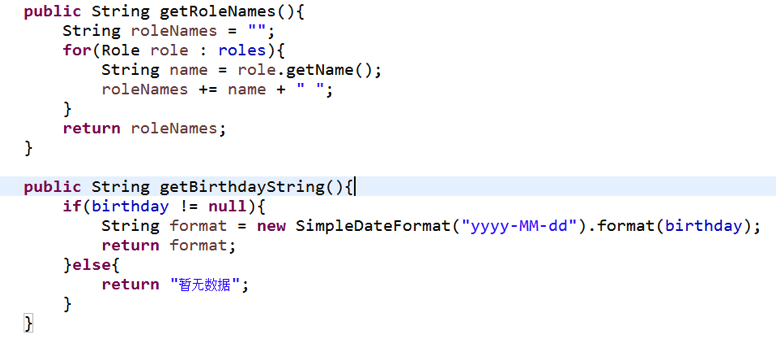 public String getRoleNames(){
    String roleNames = "";
    for(Role role : roles){
        String name = role.getName();
        roleNames += name + " ";
    }
    return roleNames;
}

public String getBirthdayString(){
    if(birthday != null){
        String format = new SimpleDateFormat("yyyy-MM-dd").format(birthday);
        return format;
    }else{
        return "暂无数据";
    }
}